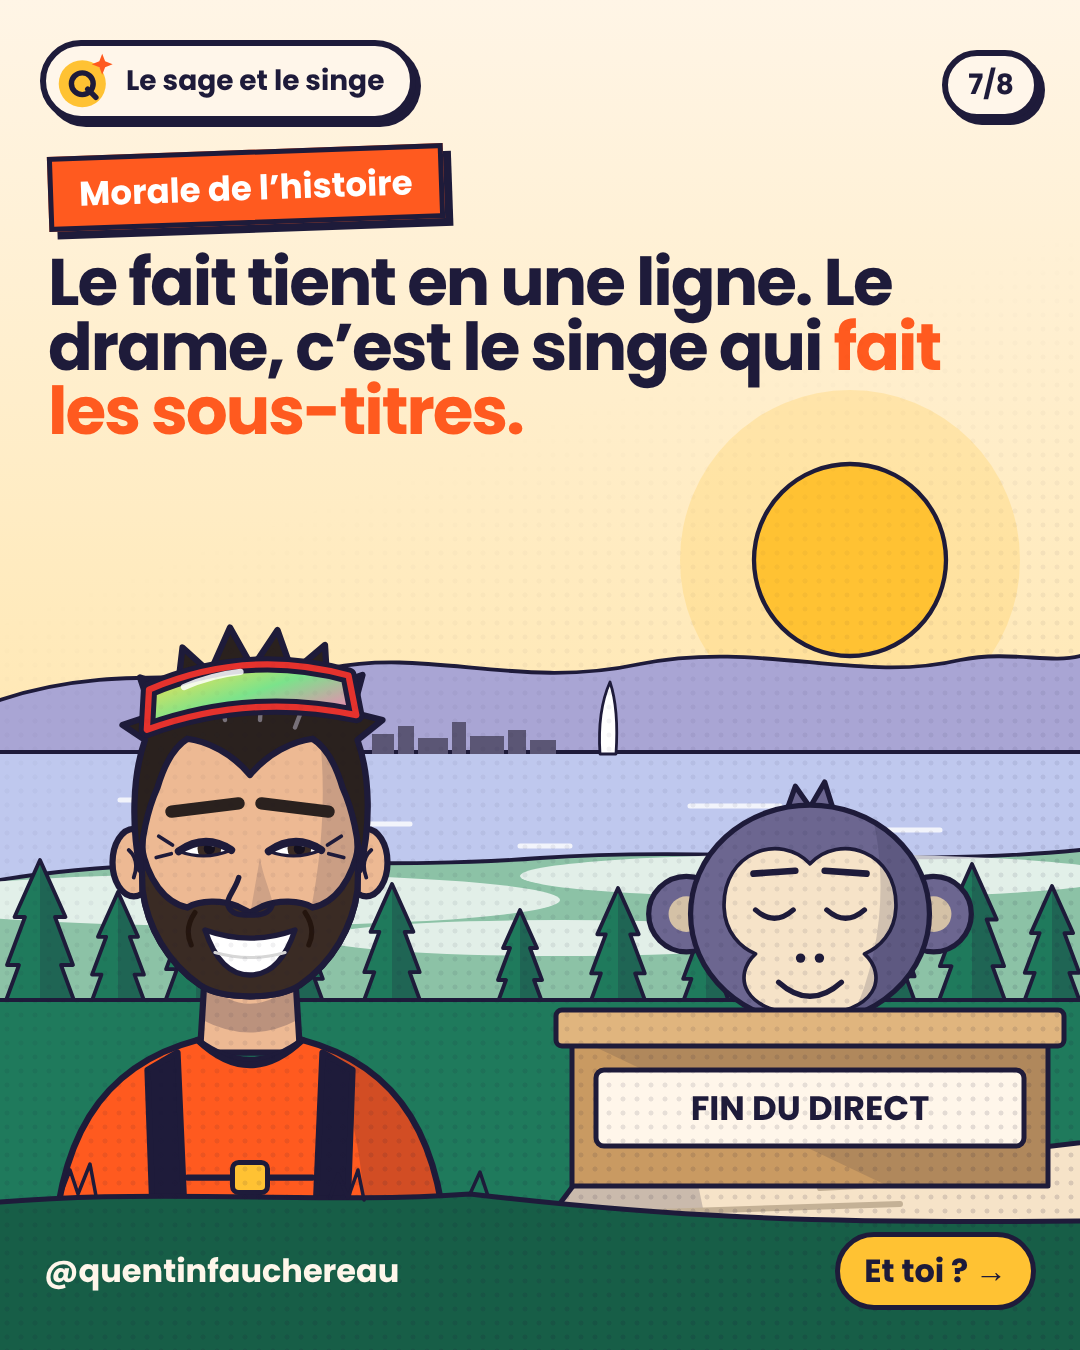 Q
Le sage et le singe
7/8
Morale de l’histoire
Le fait tient en une ligne. Le
drame, c’est le singe qui fait
les sous-titres.
FIN DU DIRECT
@quentinfauchereau
Et toi ? →